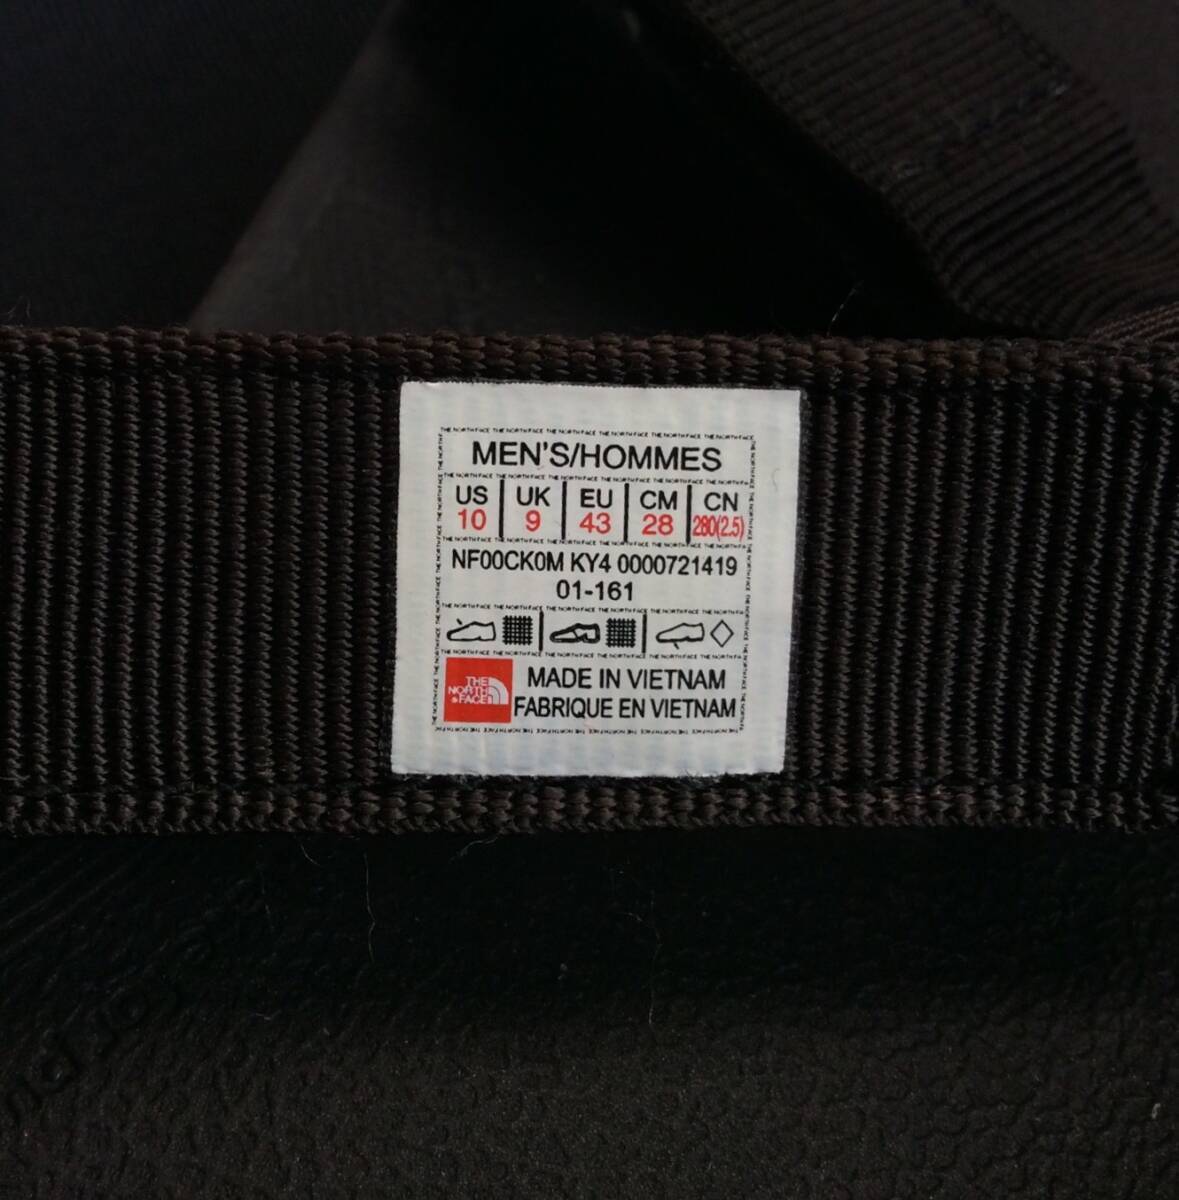 MEN'S/HOMMES
US UK EU CM CN
10 9 43 28 280(2.5)
NF00CK0M KY4 0000721419
01-161
THE NORTH FACE
MADE IN VIETNAM
FABRIQUE EN VIETNAM